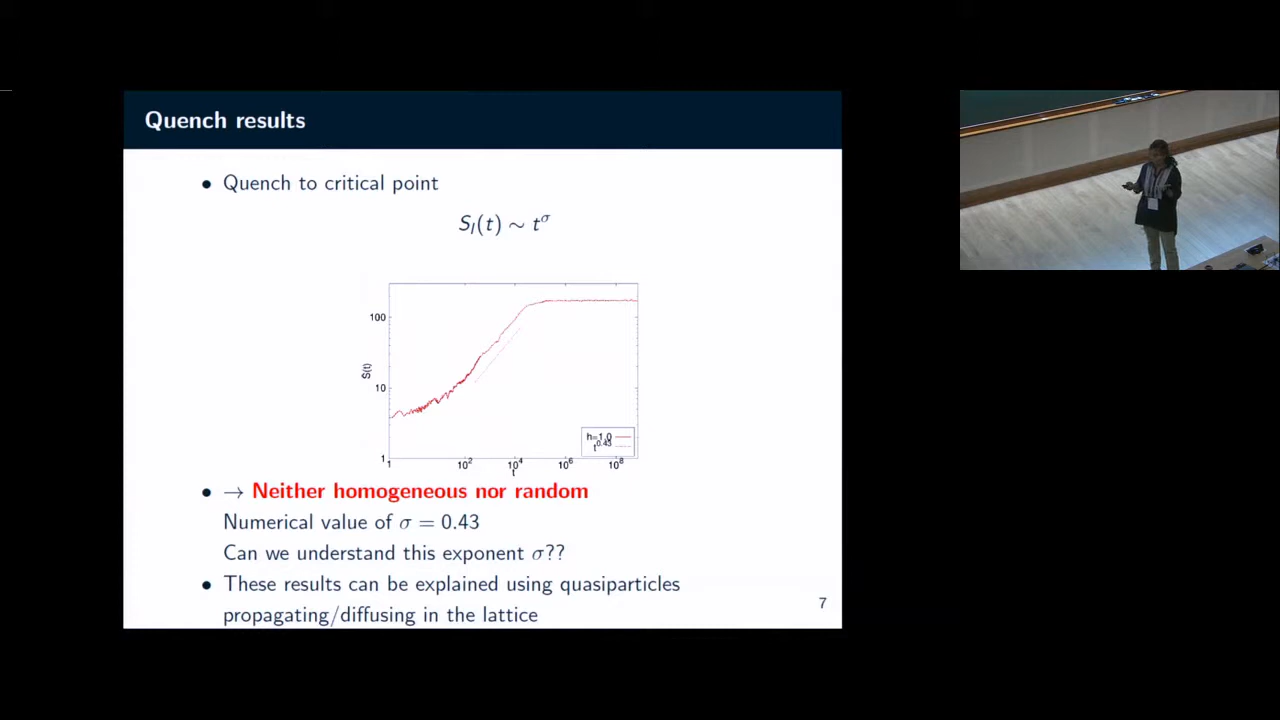 Quench results
• Quench to critical point
S_l(t) ∼ t^σ
100
10
1
S(t)
1 10^2 10^4 10^6 10^8
t
h=1.0
t^0.43
• → Neither homogeneous nor random
Numerical value of σ = 0.43
Can we understand this exponent σ??
• These results can be explained using quasiparticles
propagating/diffusing in the lattice
7